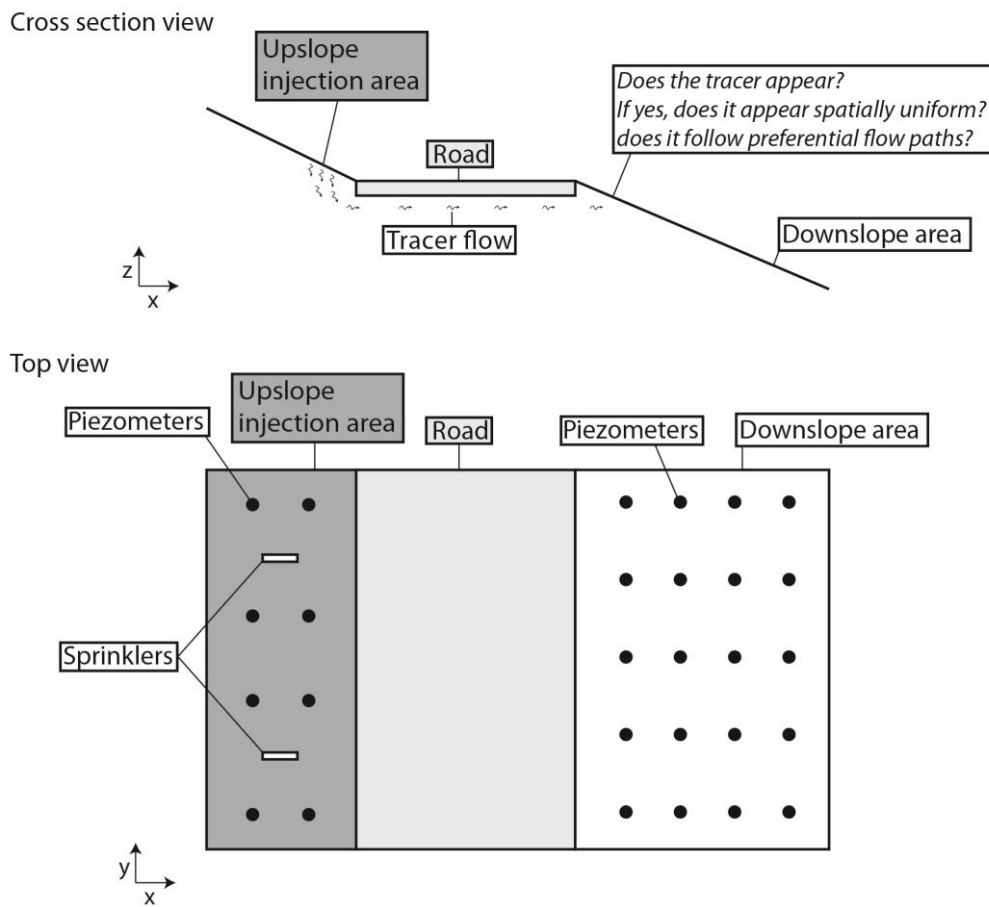 Cross section view
Upslope
injection area
Does the tracer appear?
If yes, does it appear spatially uniform?
does it follow preferential flow paths?
Road
Tracer flow
Downslope area
z
x
Top view
Upslope
injection area
Piezometers
Road
Piezometers
Downslope area
Sprinklers
y
x